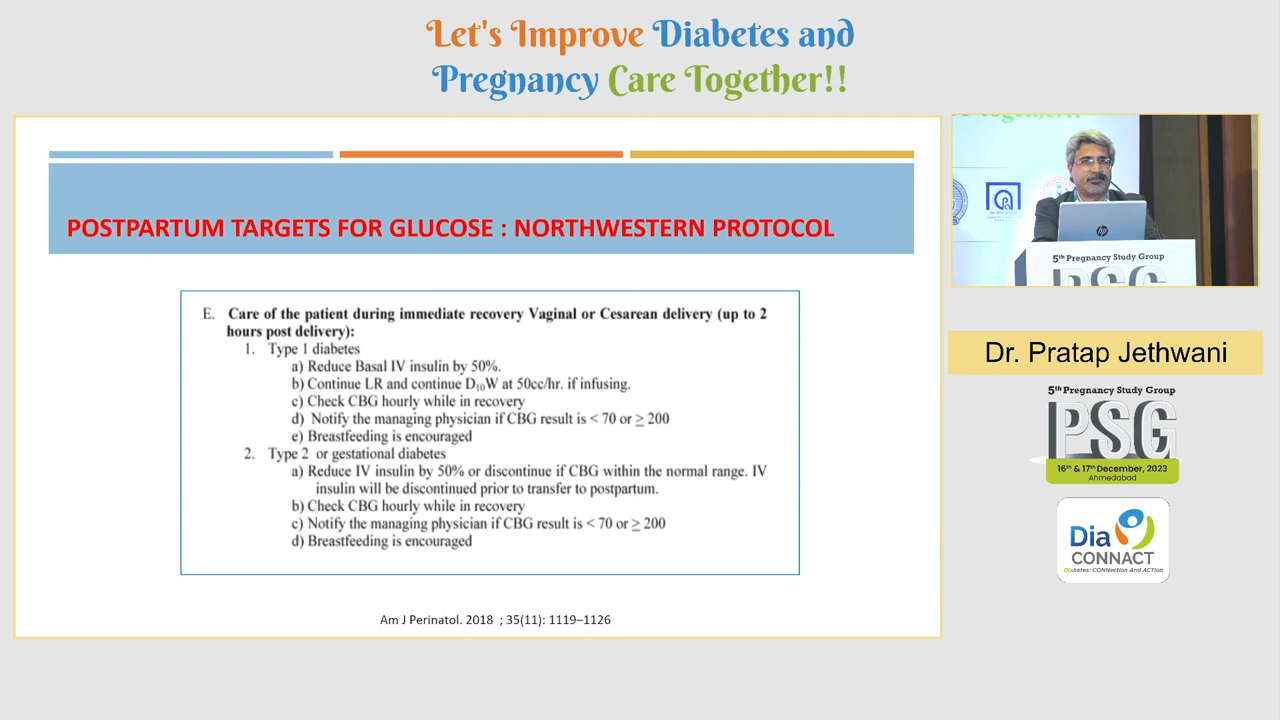 Let's Improve Diabetes and
Pregnancy Care Together!!
POSTPARTUM TARGETS FOR GLUCOSE : NORTHWESTERN PROTOCOL
E. Care of the patient during immediate recovery Vaginal or Cesarean delivery (up to 2
hours post delivery):
1. Type 1 diabetes
a) Reduce Basal IV insulin by 50%.
b) Continue LR and continue D10W at 50cc/hr. if infusing.
c) Check CBG hourly while in recovery
d) Notify the managing physician if CBG result is < 70 or ≥ 200
e) Breastfeeding is encouraged
2. Type 2 or gestational diabetes
a) Reduce IV insulin by 50% or discontinue if CBG within the normal range. IV
insulin will be discontinued prior to transfer to postpartum.
b) Check CBG hourly while in recovery
c) Notify the managing physician if CBG result is < 70 or ≥ 200
d) Breastfeeding is encouraged
Am J Perinatol. 2018 ; 35(11): 1119–1126
hp
5th Pregnancy Study Group
PSG
Dr. Pratap Jethwani
5th Pregnancy Study Group
PSG
16th & 17th December, 2023
Ahmedabad
Dia
CONNACT
Diabetes: CONNection And ACTion